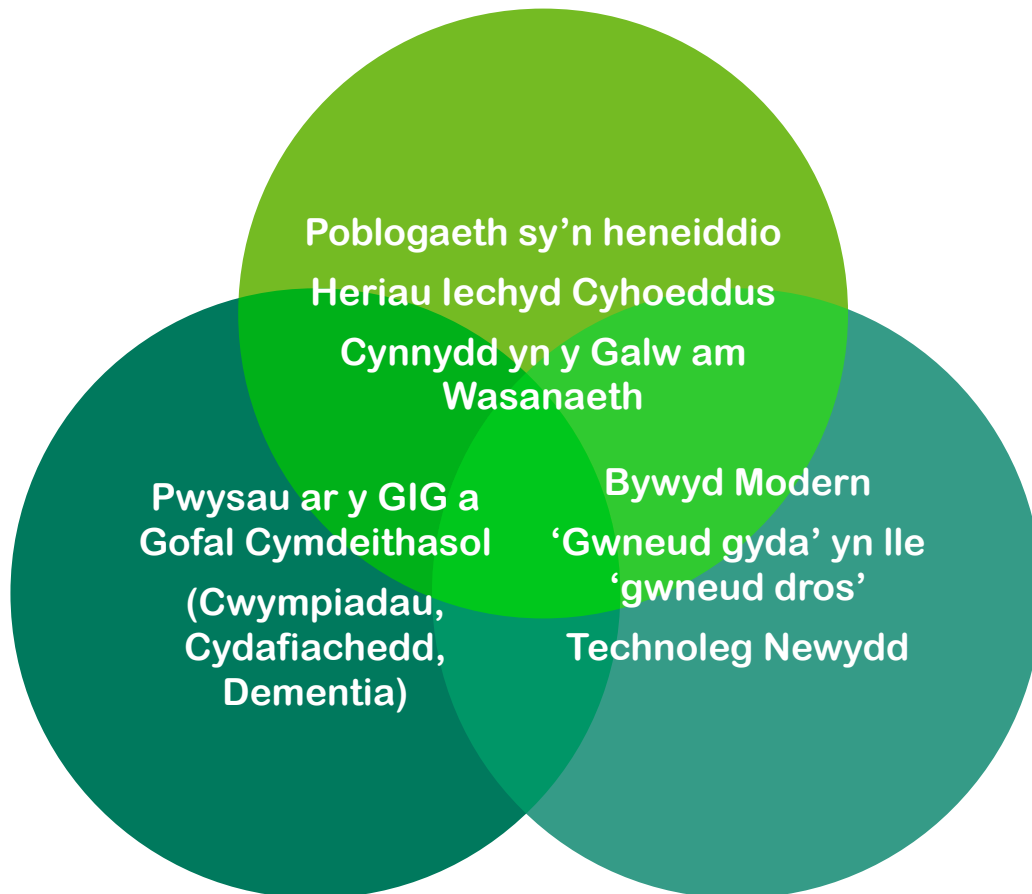 Poblogaeth sy’n heneiddio
Heriau Iechyd Cyhoeddus
Cynnydd yn y Galw am
Wasanaeth
Pwysau ar y GIG a
Gofal Cymdeithasol
(Cwympiadau,
Cydafiachedd,
Dementia)
Bywyd Modern
‘Gwneud gyda’ yn lle
‘gwneud dros’
Technoleg Newydd